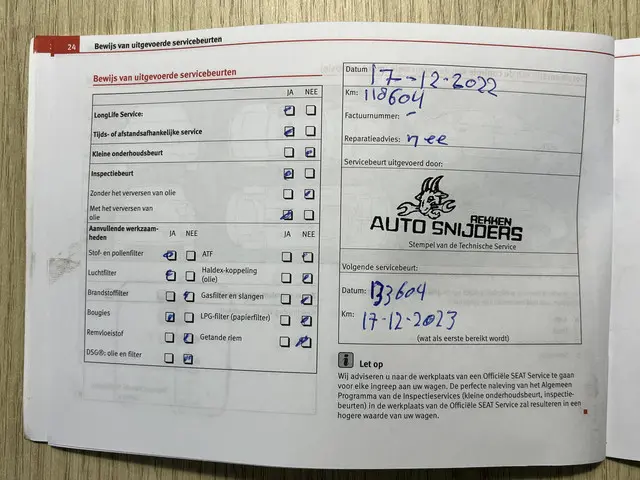 24 Bewijs van uitgevoerde servicebeurten
Bewijs van uitgevoerde servicebeurten
JA NEE
LongLife Service:
Tijds- of afstandsafhankelijke service
Kleine onderhoudsbeurt
Inspectiebeurt
Zonder het verversen van olie
Met het verversen van
olie
Aanvullende werkzaam-
heden
JA NEE
JA NEE
Stof- en pollenfilter
ATF
Luchtfilter
Haldex-koppeling
(olie)
Brandstoffilter
Gasfilter en slangen
Bougies
LPG-filter (papierfilter)
Remvloeistof
Getande riem
DSG®: olie en filter
Datum 17-12-2022
Km: 118604
Factuurnummer: -
Reparatieadvies: nee
Servicebeurt uitgevoerd door:
REKKEN
AUTO SNIJDERS
Stempel van de Technische Service
Volgende servicebeurt:
Datum: 133604
Km: 17-12-2023
(wat als eerste bereikt wordt)
Let op
Wij adviseren u naar de werkplaats van een Officiële SEAT Service te gaan
voor elke ingreep aan uw wagen. De perfecte naleving van het Algemeen
Programma van de Inspectieservices (kleine onderhoudsbeurt, inspectie-
beurten) in de werkplaats van de Officiële SEAT Service zal resulteren in een
hogere waarde van uw wagen.